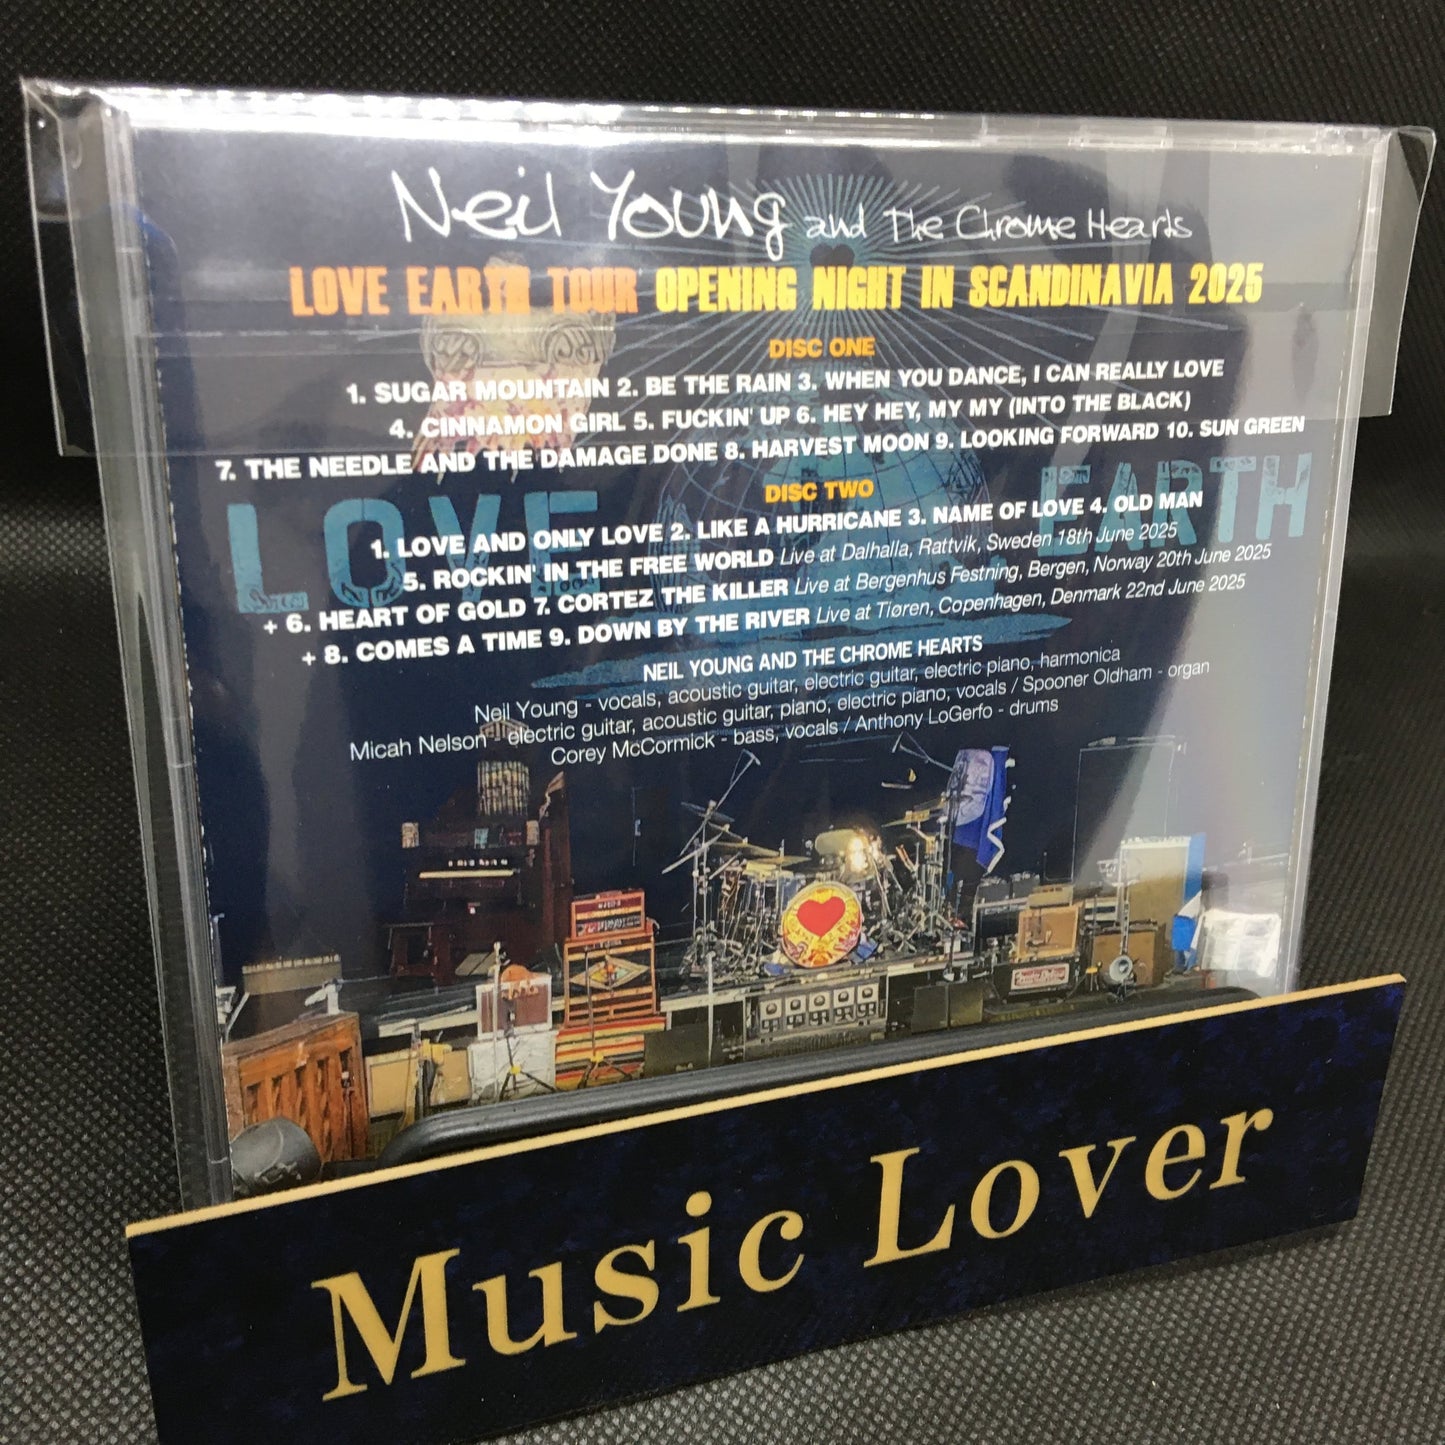 Neil Young and The Chrome Hearts
LOVE EARTH TOUR OPENING NIGHT IN SCANDINAVIA 2025
DISC ONE
1. SUGAR MOUNTAIN 2. BE THE RAIN 3. WHEN YOU DANCE, I CAN REALLY LOVE
4. CINNAMON GIRL 5. FUCKIN' UP 6. HEY HEY, MY MY (INTO THE BLACK)
7. THE NEEDLE AND THE DAMAGE DONE 8. HARVEST MOON 9. LOOKING FORWARD 10. SUN GREEN
LOVE EARTH
DISC TWO
1. LOVE AND ONLY LOVE 2. LIKE A HURRICANE 3. NAME OF LOVE 4. OLD MAN
5. ROCKIN' IN THE FREE WORLD Live at Dalhalla, Rattvik, Sweden 18th June 2025
+ 6. HEART OF GOLD 7. CORTEZ THE KILLER Live at Bergenhus Festning, Bergen, Norway 20th June 2025
+ 8. COMES A TIME 9. DOWN BY THE RIVER Live at Tiøren, Copenhagen, Denmark 22nd June 2025
NEIL YOUNG AND THE CHROME HEARTS
Neil Young - vocals, acoustic guitar, electric guitar, electric piano, harmonica
Micah Nelson - electric guitar, acoustic guitar, piano, electric piano, vocals / Spooner Oldham - organ
Corey McCormick - bass, vocals / Anthony LoGerfo - drums
Music Lover